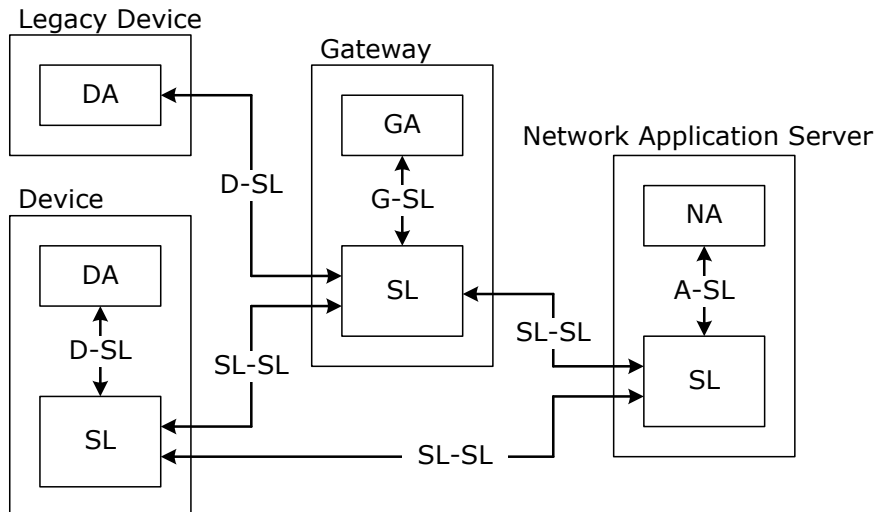 Legacy Device
DA
Gateway
GA
Network Application Server
D-SL
G-SL
NA
Device
DA
SL
A-SL
D-SL
SL-SL
SL-SL
SL
SL
SL-SL